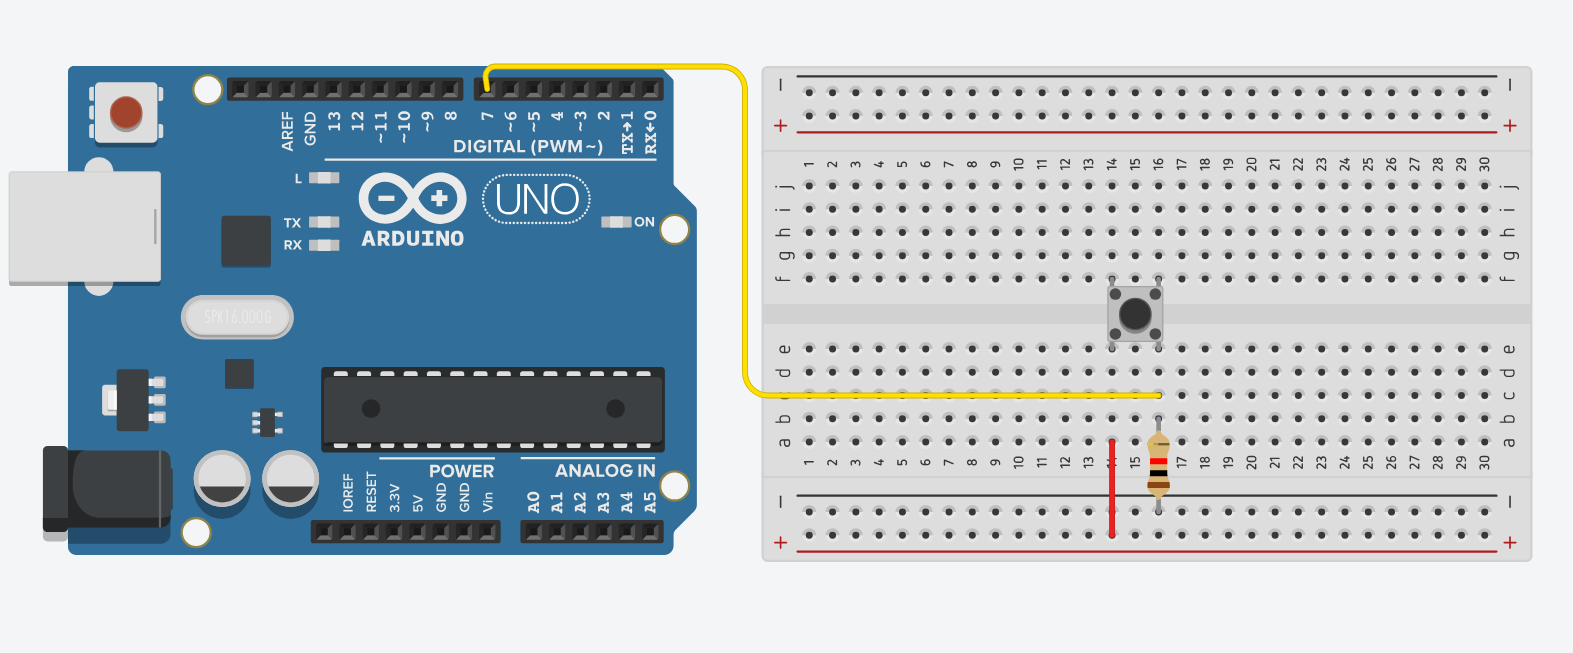 AREF GND 13 12 ~11 ~10 ~9 8 7 ~6 ~5 4 ~3 2 TX→1 RX←0
DIGITAL (PWM ~)
L
TX
RX
ARDUINO
UNO
ON
SPK16.000G
POWER
ANALOG IN
IOREF RESET 3.3V 5V GND GND Vin A0 A1 A2 A3 A4 A5
− −
+ +
1 2 3 4 5 6 7 8 9 10 11 12 13 14 15 16 17 18 19 20 21 22 23 24 25 26 27 28 29 30
j j
i i
h h
g g
f f
e e
d d
c c
b b
a a
1 2 3 4 5 6 7 8 9 10 11 12 13 14 15 17 18 19 20 21 22 23 24 25 26 27 28 29 30
− −
+ +